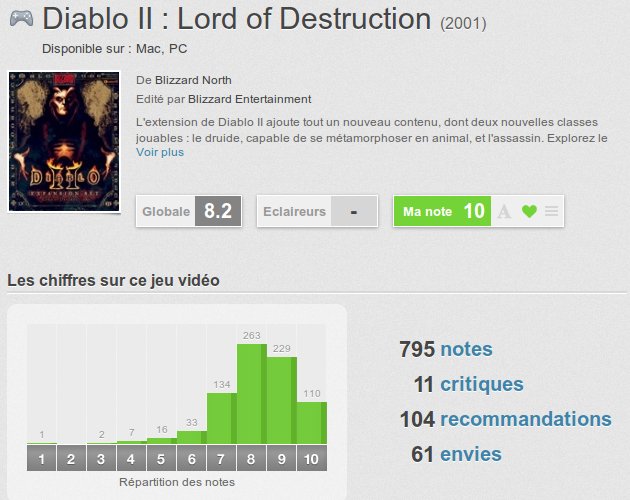 Diablo II : Lord of Destruction (2001)
Disponible sur : Mac, PC
DIABLO
II
EXPANSION SET
De Blizzard North
Edité par Blizzard Entertainment
L'extension de Diablo II ajoute tout un nouveau contenu, dont deux nouvelles classes
jouables : le druide, capable de se métamorphoser en animal, et l'assassin. Explorez le
Voir plus
Globale 8.2
Eclaireurs -
Ma note 10 A
Les chiffres sur ce jeu vidéo
1 2 7 16 33 134 263 229 110
1 2 3 4 5 6 7 8 9 10
Répartition des notes
795 notes
11 critiques
104 recommandations
61 envies